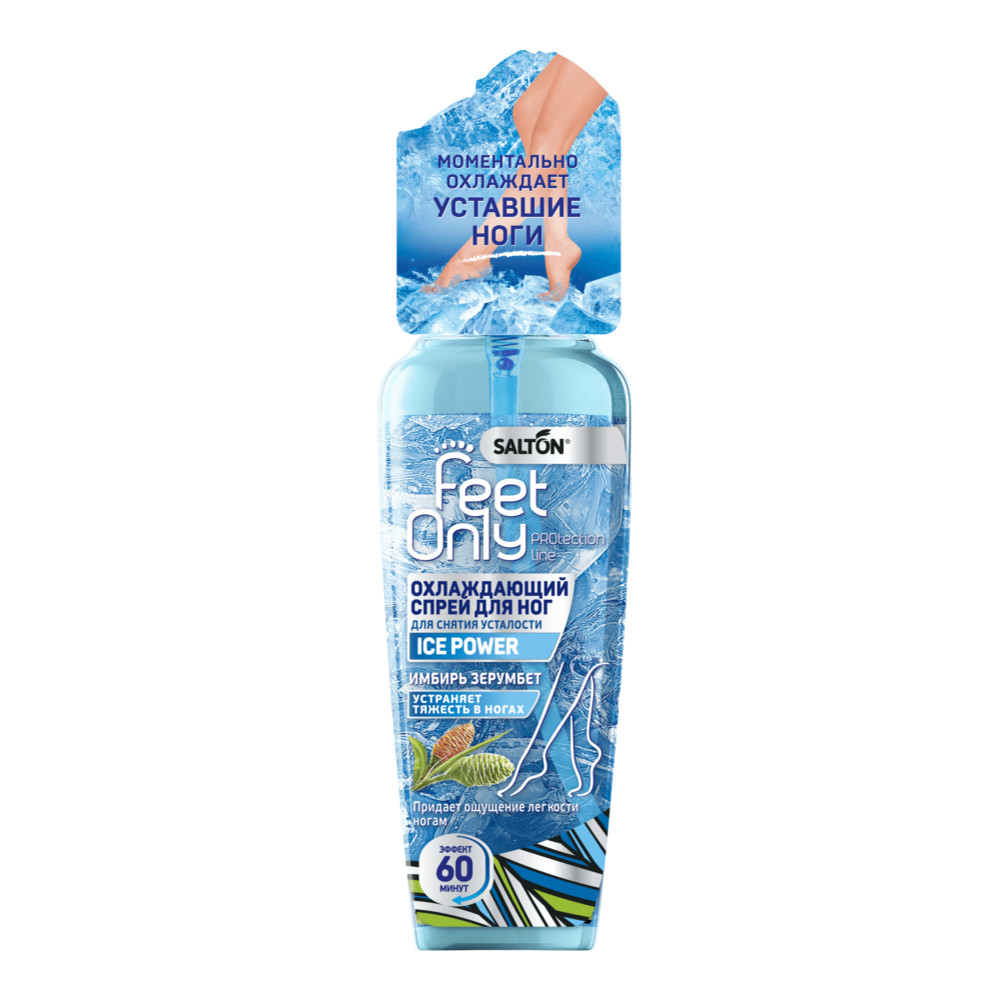 МОМЕНТАЛЬНО
ОХЛАЖДАЕТ
УСТАВШИЕ
НОГИ
SALTON®
Feet
Only
PROtection
line
ОХЛАЖДАЮЩИЙ
СПРЕЙ ДЛЯ НОГ
ДЛЯ СНЯТИЯ УСТАЛОСТИ
ICE POWER
ИМБИРЬ ЗЕРУМБЕТ
УСТРАНЯЕТ
ТЯЖЕСТЬ В НОГАХ
Придает ощущение легкости
ногам
ЭФФЕКТ
60
МИНУТ